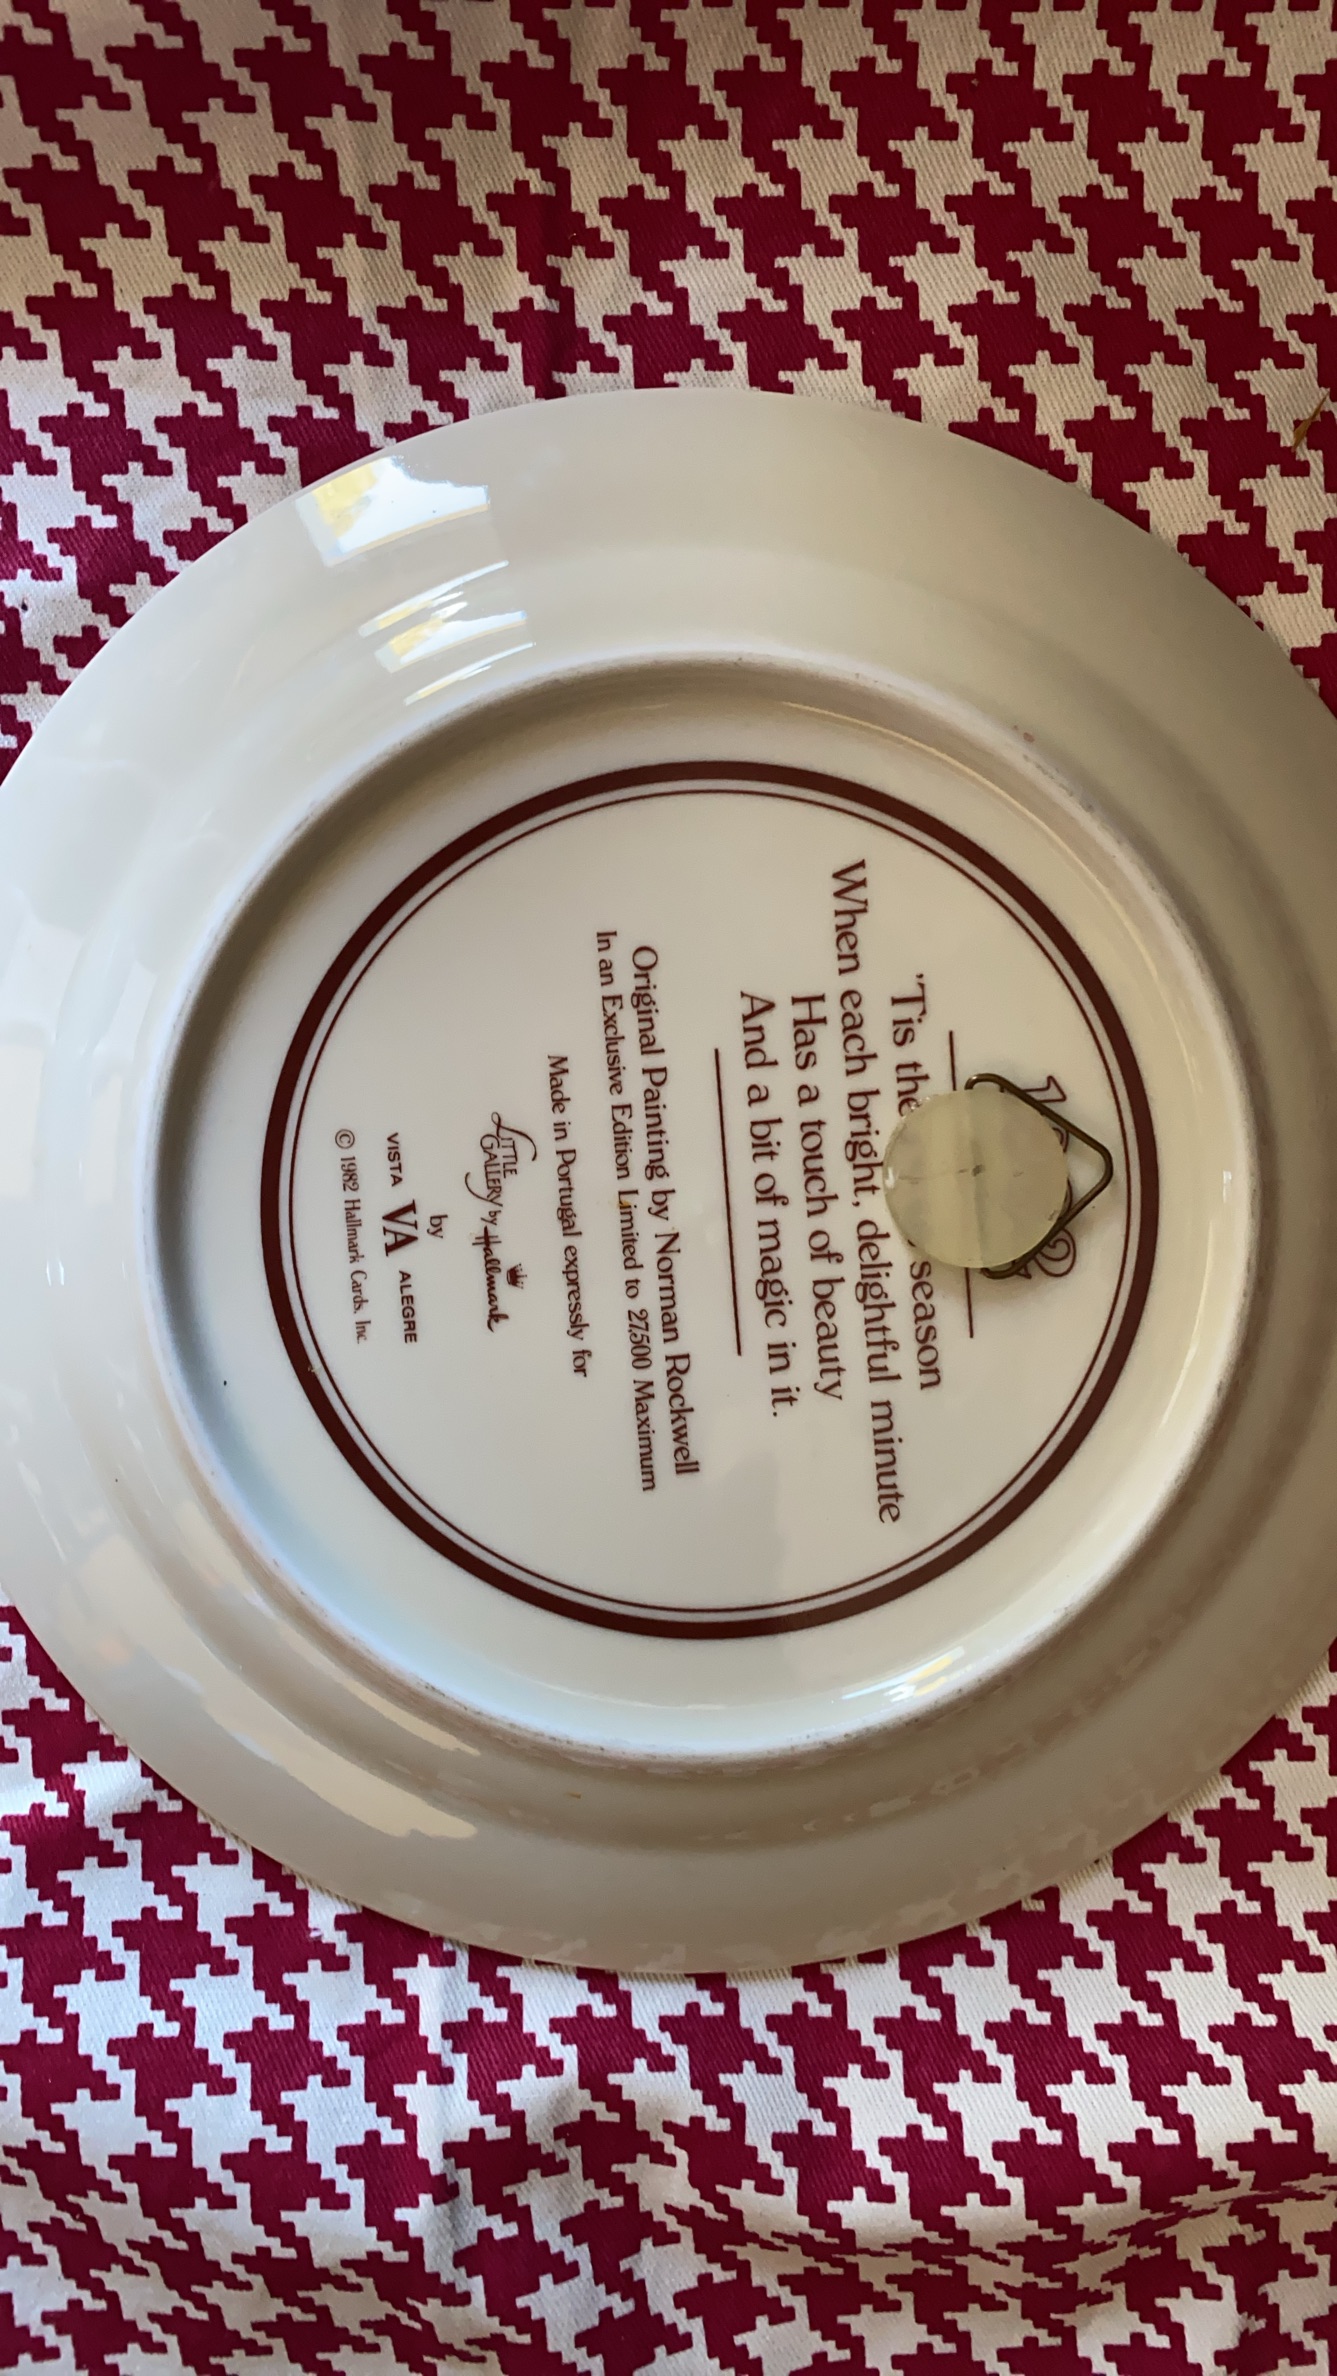 'Tis the season
When each bright, delightful minute
Has a touch of beauty
And a bit of magic in it.
Original Painting by Norman Rockwell
In an Exclusive Edition Limited to 27,500 Maximum
Made in Portugal expressly for
LITTLE
GALLERY by Hallmark
by
VISTA VA ALEGRE
© 1982 Hallmark Cards, Inc.